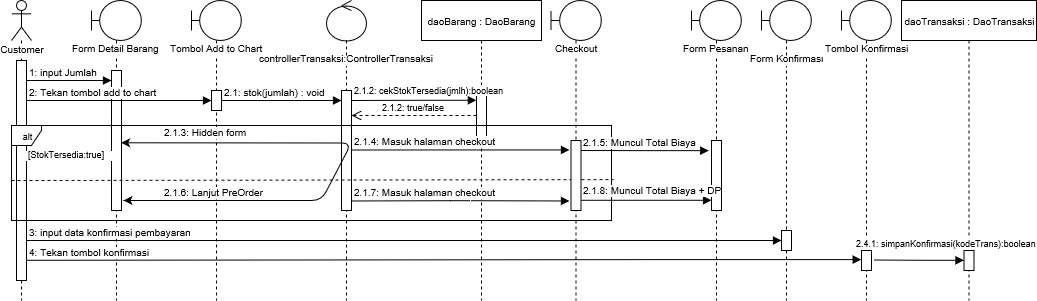 daoBarang : DaoBarang
daoTransaksi : DaoTransaksi
Customer
Form Detail Barang
Tombol Add to Chart
controllerTransaksi:ControllerTransaksi
Checkout
Form Pesanan
Form Konfirmasi
Tombol Konfirmasi
1: input Jumlah
2: Tekan tombol add to chart
2.1: stok(jumlah) : void
2.1.2: cekStokTersedia(jmlh):boolean
2.1.2: true/false
alt
[StokTersedia:true]
2.1.3: Hidden form
2.1.4: Masuk halaman checkout
2.1.5: Muncul Total Biaya
2.1.6: Lanjut PreOrder
2.1.7: Masuk halaman checkout
2.1.8: Muncul Total Biaya + DP
3: input data konfirmasi pembayaran
2.4.1: simpanKonfirmasi(kodeTrans):boolean
4: Tekan tombol konfirmasi